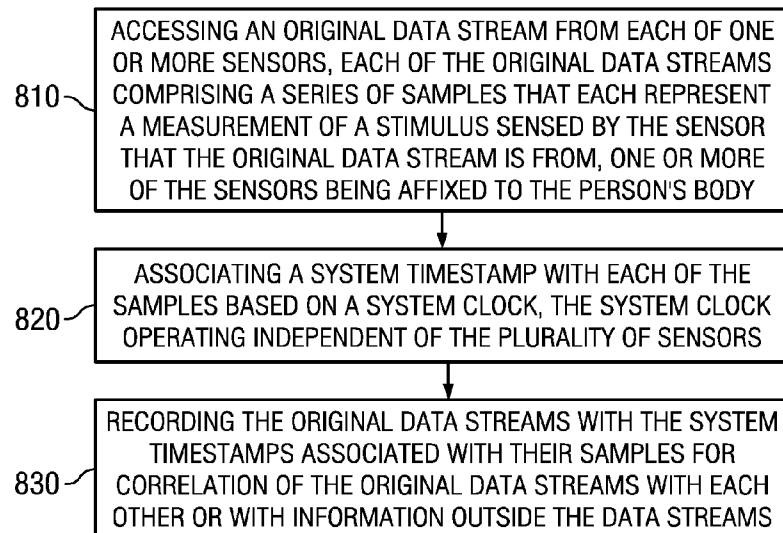 810
ACCESSING AN ORIGINAL DATA STREAM FROM EACH OF ONE
OR MORE SENSORS, EACH OF THE ORIGINAL DATA STREAMS
COMPRISING A SERIES OF SAMPLES THAT EACH REPRESENT
A MEASUREMENT OF A STIMULUS SENSED BY THE SENSOR
THAT THE ORIGINAL DATA STREAM IS FROM, ONE OR MORE
OF THE SENSORS BEING AFFIXED TO THE PERSON'S BODY
820
ASSOCIATING A SYSTEM TIMESTAMP WITH EACH OF THE
SAMPLES BASED ON A SYSTEM CLOCK, THE SYSTEM CLOCK
OPERATING INDEPENDENT OF THE PLURALITY OF SENSORS
830
RECORDING THE ORIGINAL DATA STREAMS WITH THE SYSTEM
TIMESTAMPS ASSOCIATED WITH THEIR SAMPLES FOR
CORRELATION OF THE ORIGINAL DATA STREAMS WITH EACH
OTHER OR WITH INFORMATION OUTSIDE THE DATA STREAMS